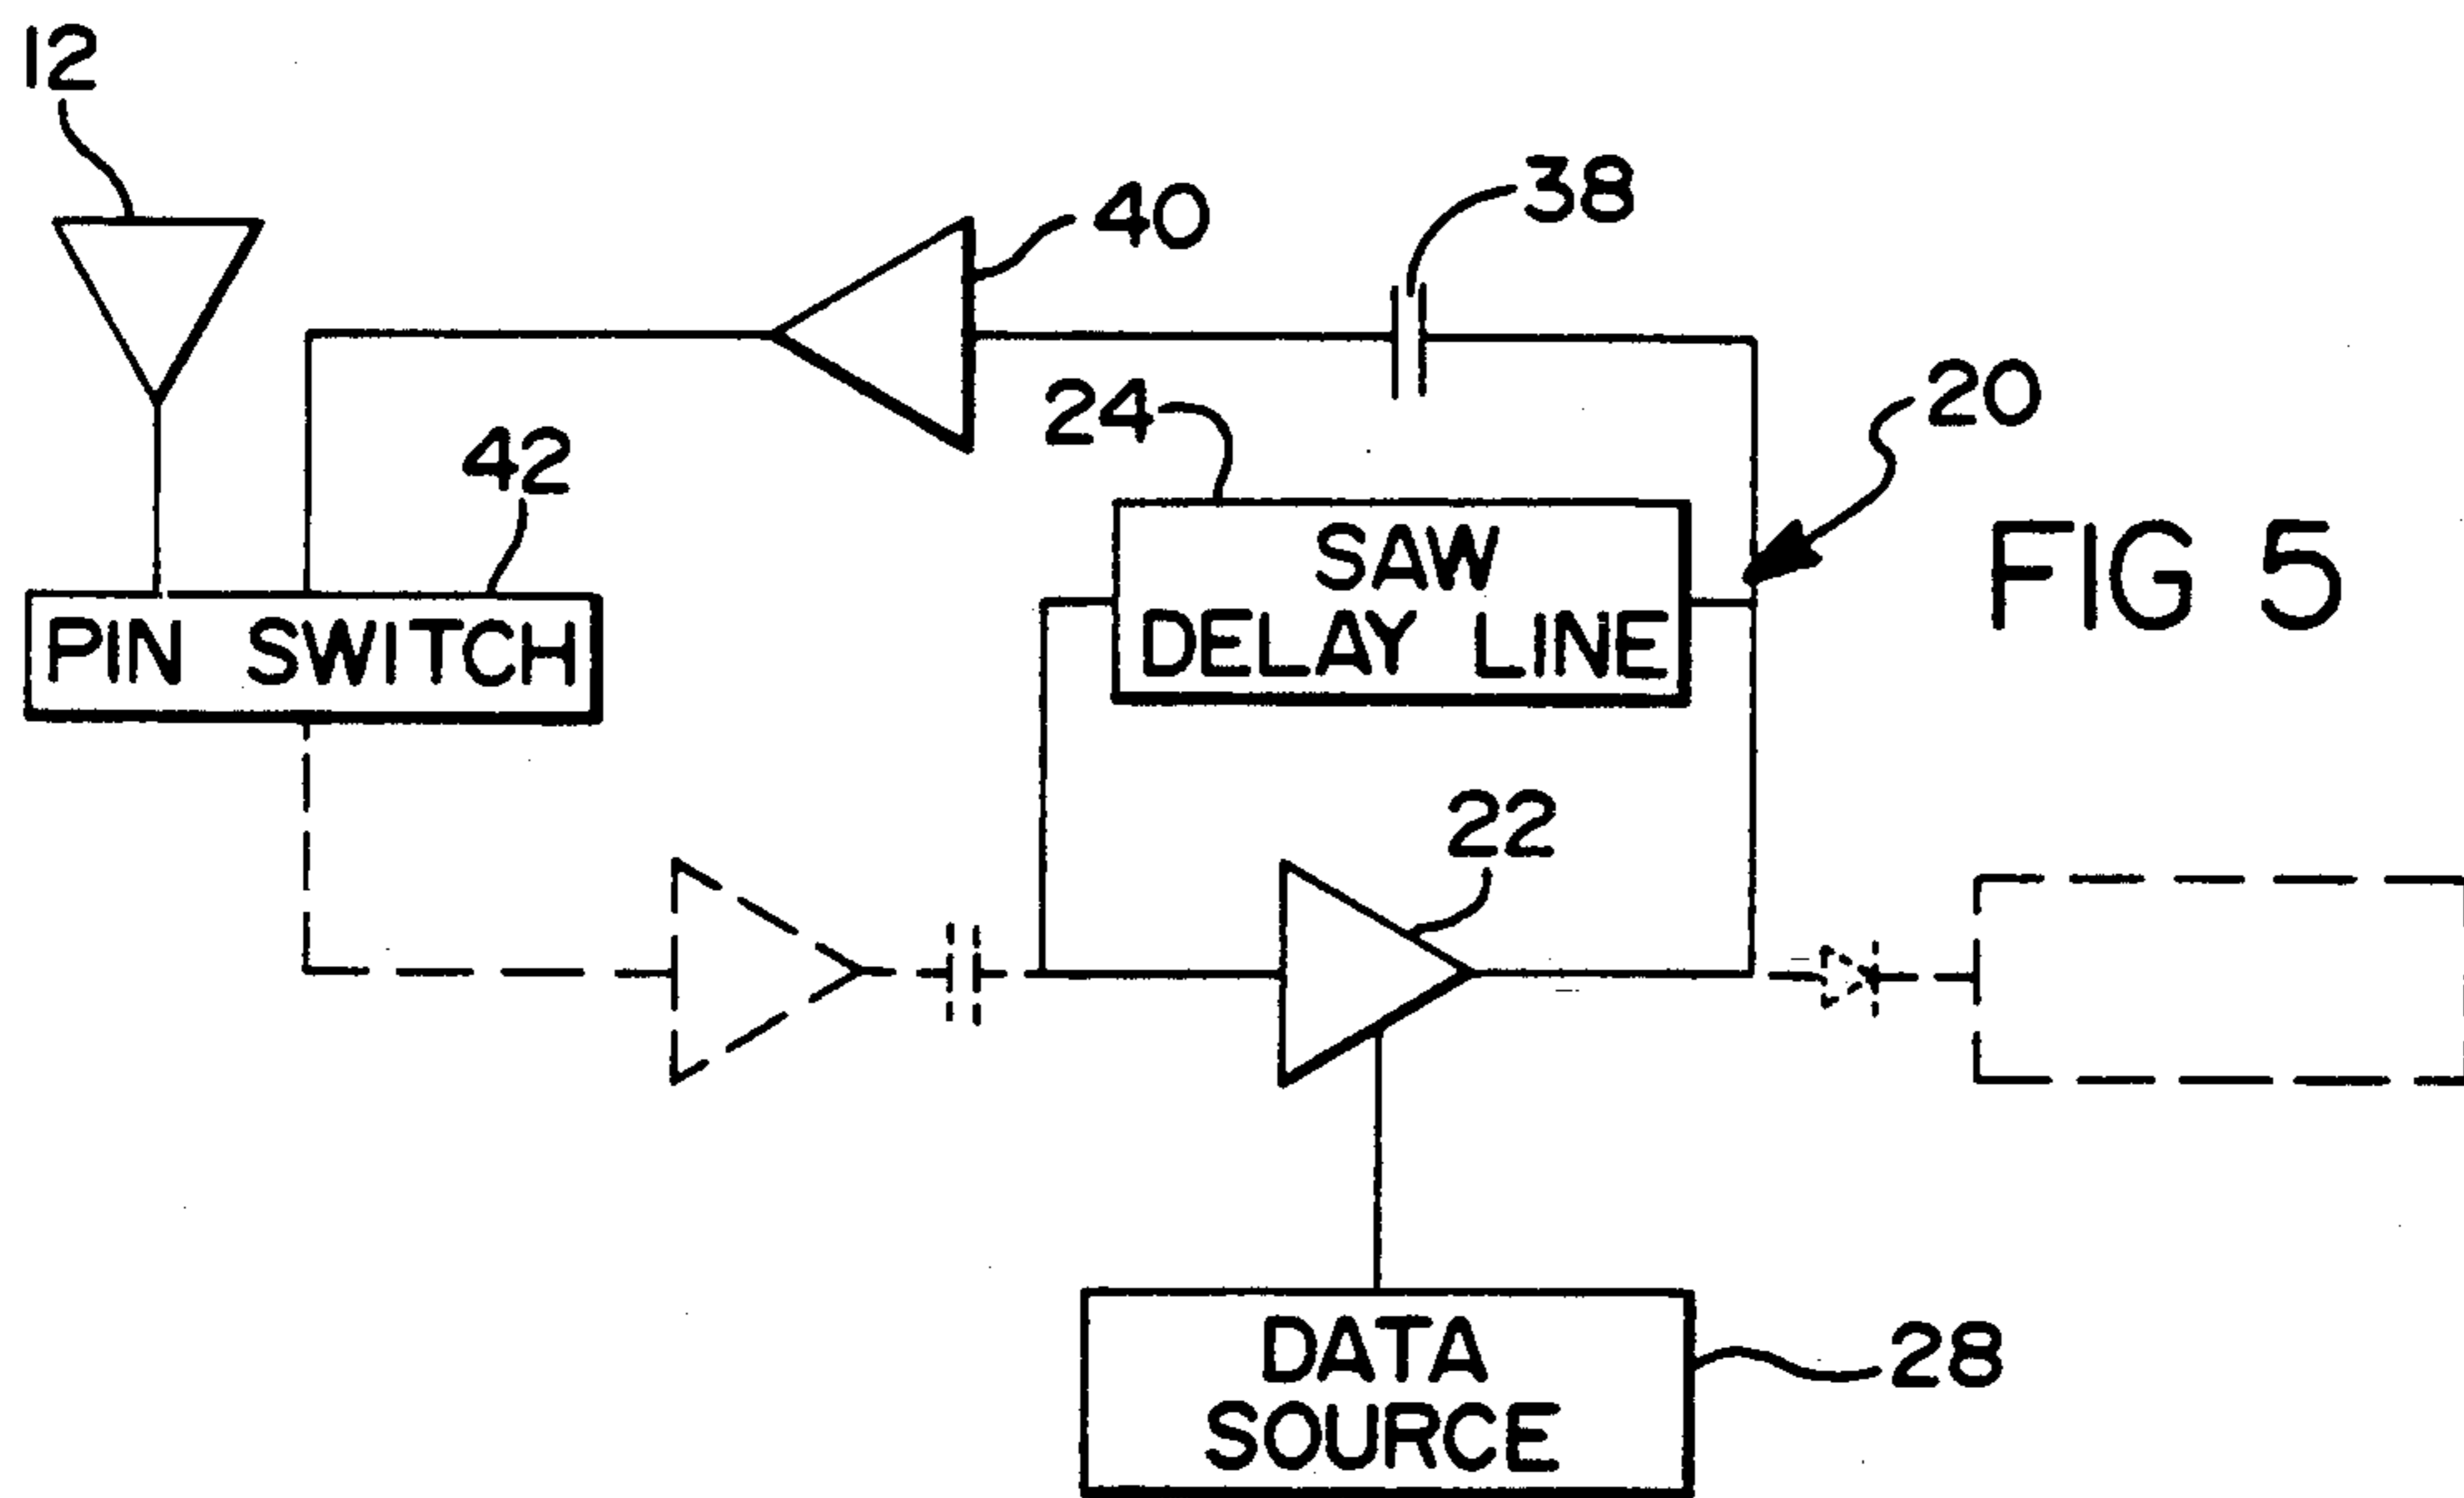 12
40
38
24
20
42
SAW
DELAY LINE
FIG 5
PIN SWITCH
22
DATA
SOURCE
28